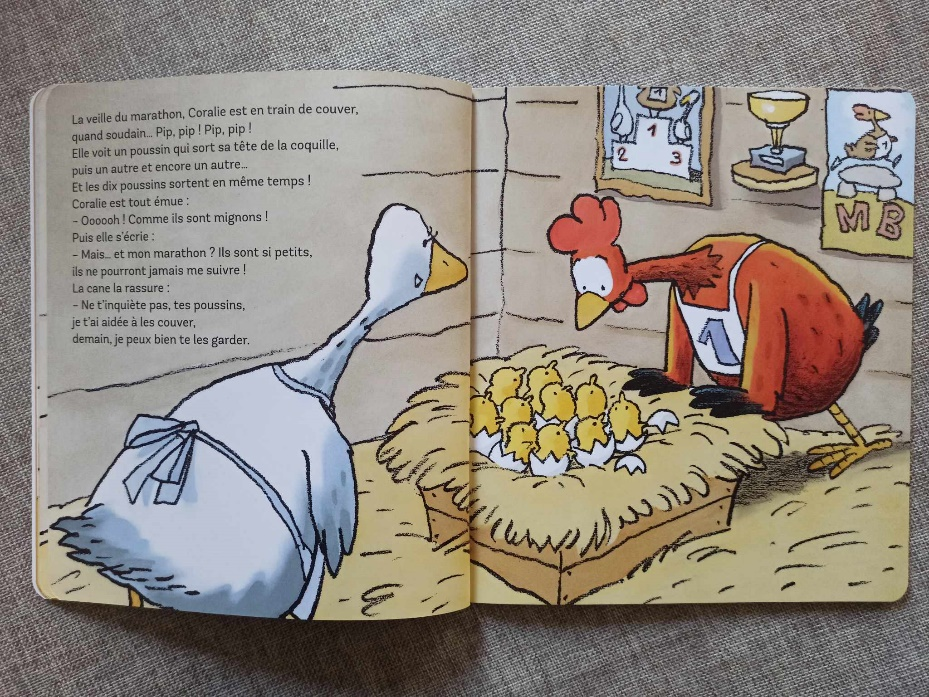 La veille du marathon, Coralie est en train de couver,
quand soudain... Pip, pip ! Pip, pip !
Elle voit un poussin qui sort sa tête de la coquille,
puis un autre et encore un autre...
Et les dix poussins sortent en même temps !
Coralie est tout émue :
– Oooooh ! Comme ils sont mignons !
Puis elle s'écrie :
– Mais... et mon marathon ? Ils sont si petits,
ils ne pourront jamais me suivre !
La cane la rassure :
– Ne t'inquiète pas, tes poussins,
je t'ai aidée à les couver,
demain, je peux bien te les garder.
1
2 3
1
MB
1